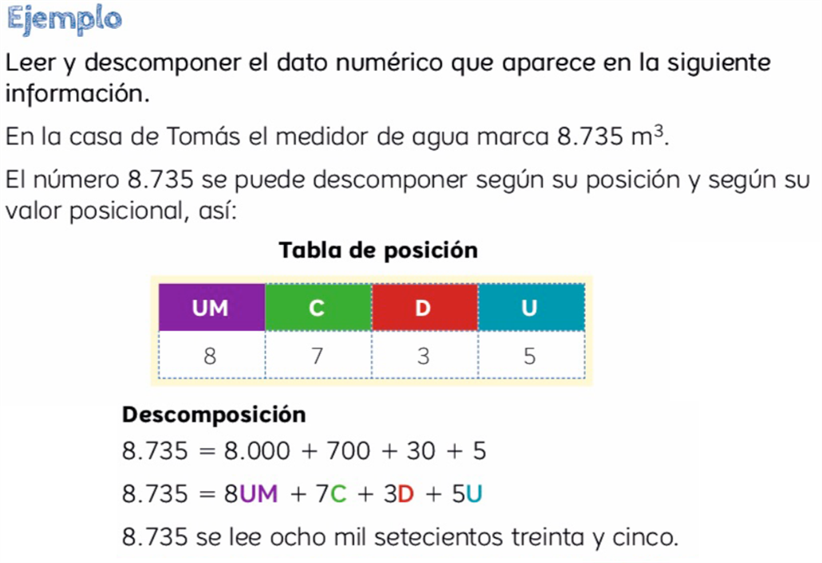 Ejemplo
Leer y descomponer el dato numérico que aparece en la siguiente
información.
En la casa de Tomás el medidor de agua marca 8.735 m³.
El número 8.735 se puede descomponer según su posición y según su
valor posicional, así:
Tabla de posición
UM C D U
8 7 3 5
Descomposición
8.735 = 8.000 + 700 + 30 + 5
8.735 = 8UM + 7C + 3D + 5U
8.735 se lee ocho mil setecientos treinta y cinco.